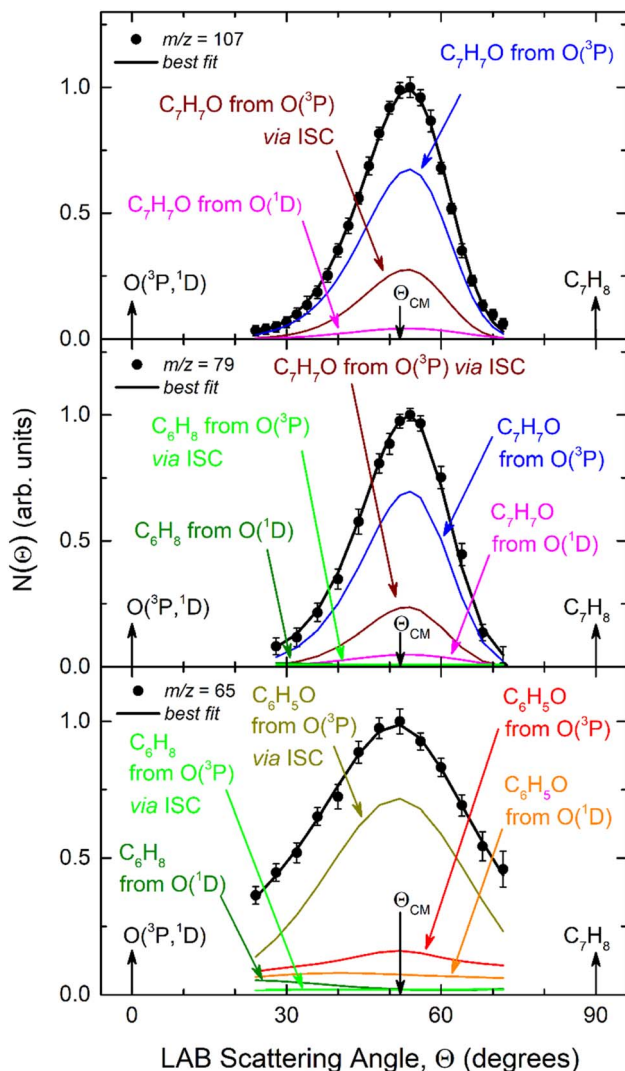 m/z = 107
best fit
C₇H₇O from O(³P)
C₇H₇O from O(³P)
via ISC
C₇H₇O from O(¹D)
O(³P,¹D)
Θ_CM
C₇H₈
1.0
0.5
0.0
m/z = 79
best fit
C₇H₇O from O(³P) via ISC
C₆H₈ from O(³P)
via ISC
C₇H₇O
from O(³P)
C₆H₈ from O(¹D)
C₇H₇O
from O(¹D)
O(³P,¹D)
Θ_CM
C₇H₈
1.0
0.5
0.0
N(Θ) (arb. units)
m/z = 65
best fit
C₆H₅O
from O(³P)
via ISC
C₆H₅O
from O(³P)
C₆H₈
from O(³P)
via ISC
C₆H₅O
from O(¹D)
C₆H₈
from O(¹D)
O(³P,¹D)
Θ_CM
C₇H₈
1.0
0.5
0.0
0 30 60 90
LAB Scattering Angle, Θ (degrees)